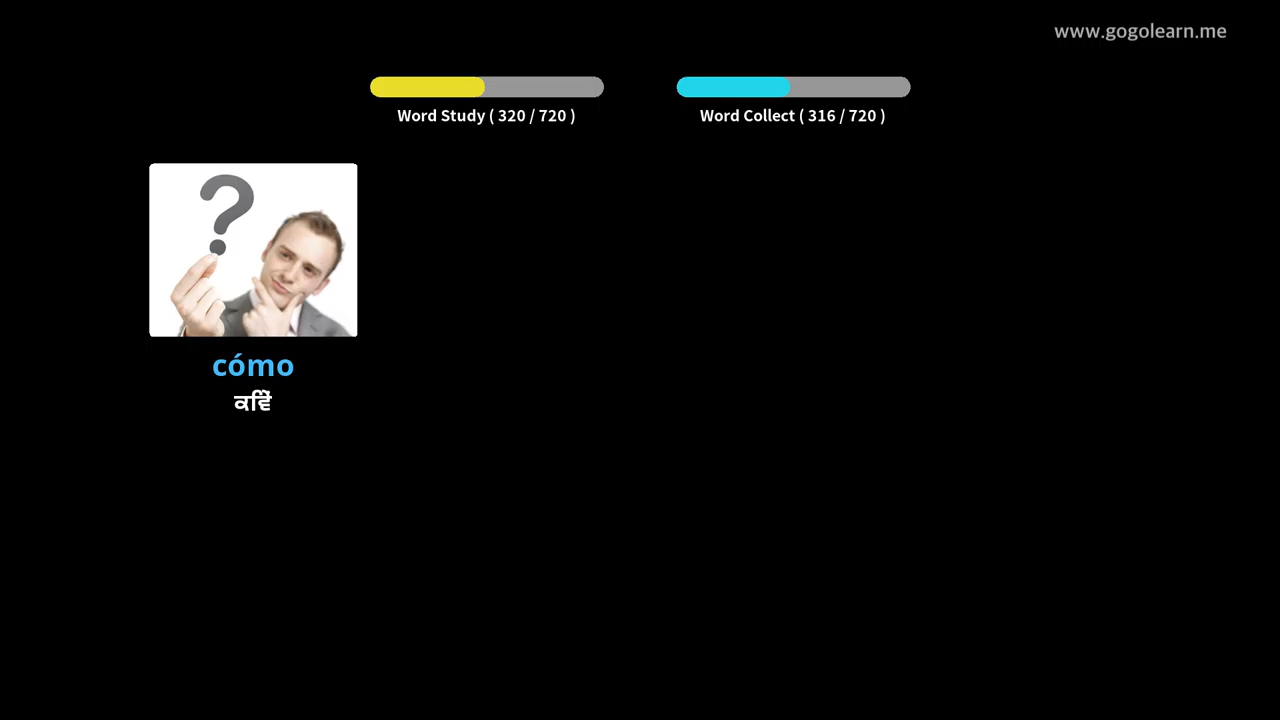 www.gogolearn.me
Word Study ( 320 / 720 )
Word Collect ( 316 / 720 )
?
cómo
ਕਿਵੇਂ